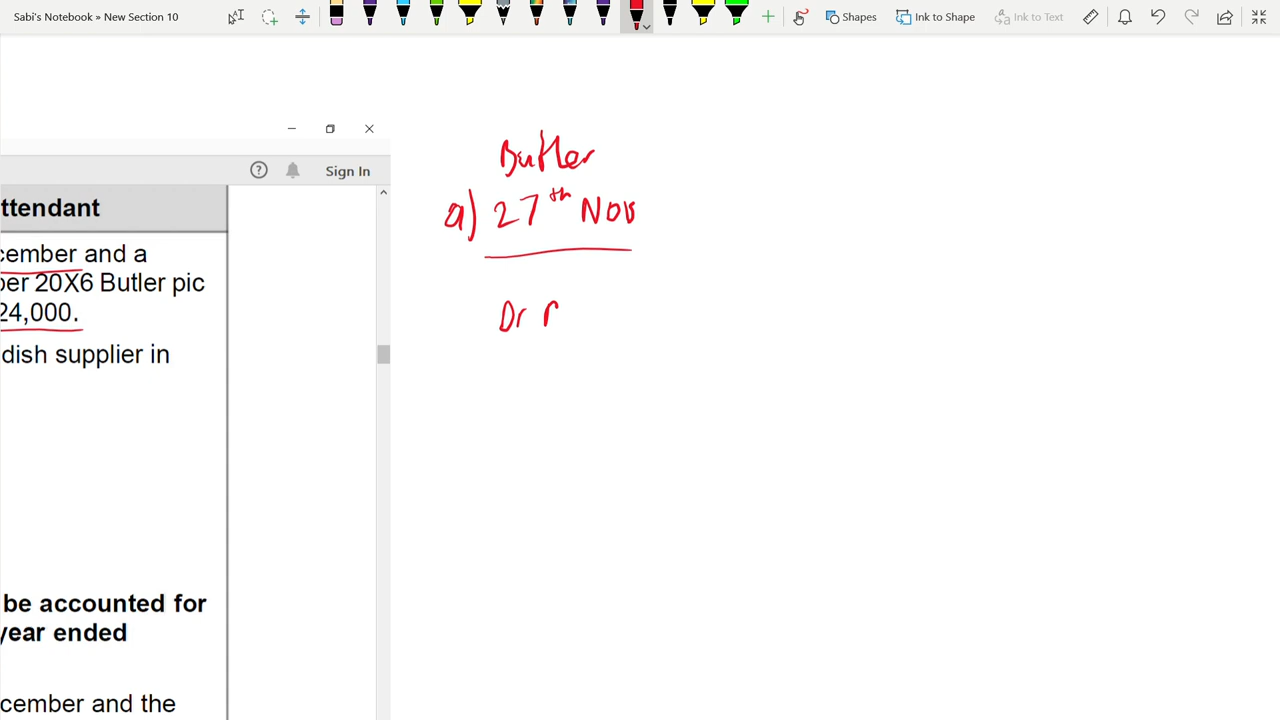 Sabi's Notebook » New Section 10
Shapes
Ink to Shape
Ink to Text
Sign In
ttendant
cember and a
ber 20X6 Butler pic
24,000.
dish supplier in
be accounted for
year ended
cember and the
Butler
a) 27th Nov
Dr